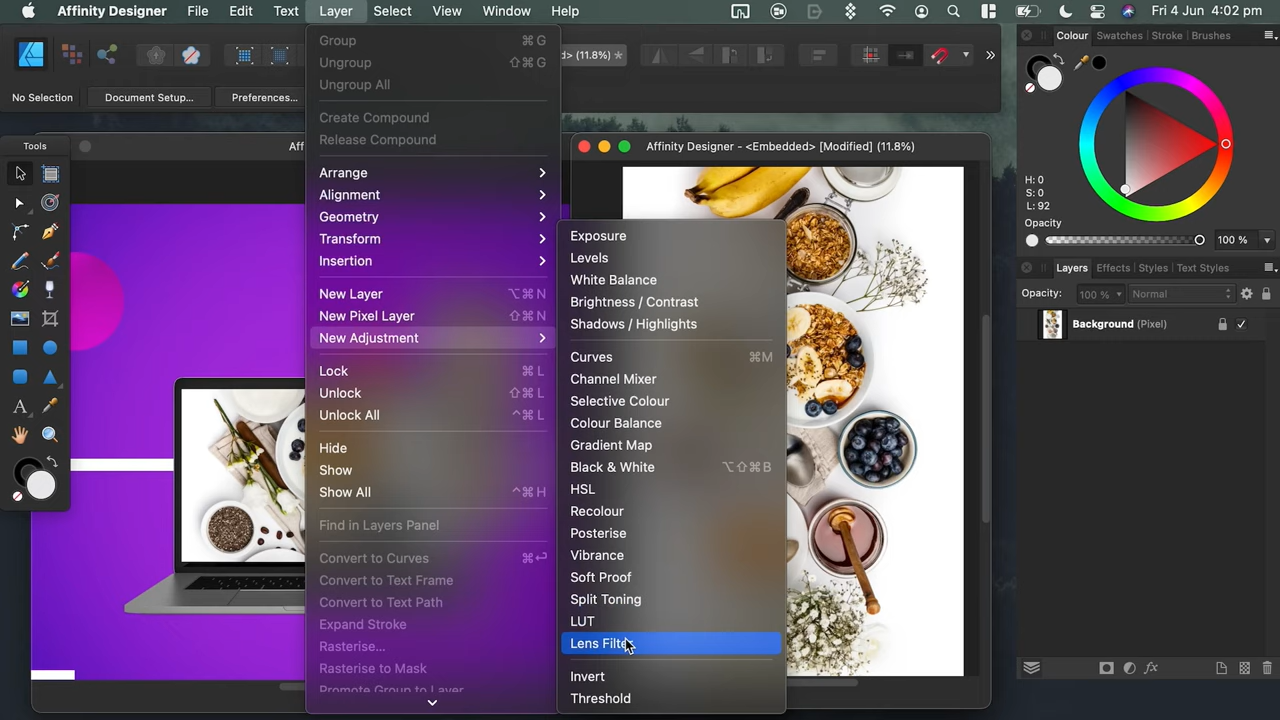 Affinity Designer File Edit Text Layer Select View Window Help Fri 4 Jun 4:02 pm
No Selection Document Setup... Preferences... d> (11.8%) *
Tools
Aff
Group ⌘G
Ungroup ⇧⌘G
Ungroup All
Create Compound
Release Compound
Arrange
Alignment
Geometry
Transform
Insertion
New Layer ⌥⌘N
New Pixel Layer ⇧⌘N
New Adjustment
Lock ⌘L
Unlock ⇧⌘L
Unlock All ^⌘L
Hide
Show
Show All ^⌘H
Find in Layers Panel
Convert to Curves ⌘↩
Convert to Text Frame
Convert to Text Path
Expand Stroke
Rasterise...
Rasterise to Mask
Promote Group to Layer
Exposure
Levels
White Balance
Brightness / Contrast
Shadows / Highlights
Curves ⌘M
Channel Mixer
Selective Colour
Colour Balance
Gradient Map
Black & White ⌥⇧⌘B
HSL
Recolour
Posterise
Vibrance
Soft Proof
Split Toning
LUT
Lens Filter
Invert
Threshold
Affinity Designer - <Embedded> [Modified] (11.8%)
Colour Swatches Stroke Brushes
H: 0
S: 0
L: 92
Opacity
100 %
Layers Effects Styles Text Styles
Opacity: 100 % Normal
Background (Pixel)